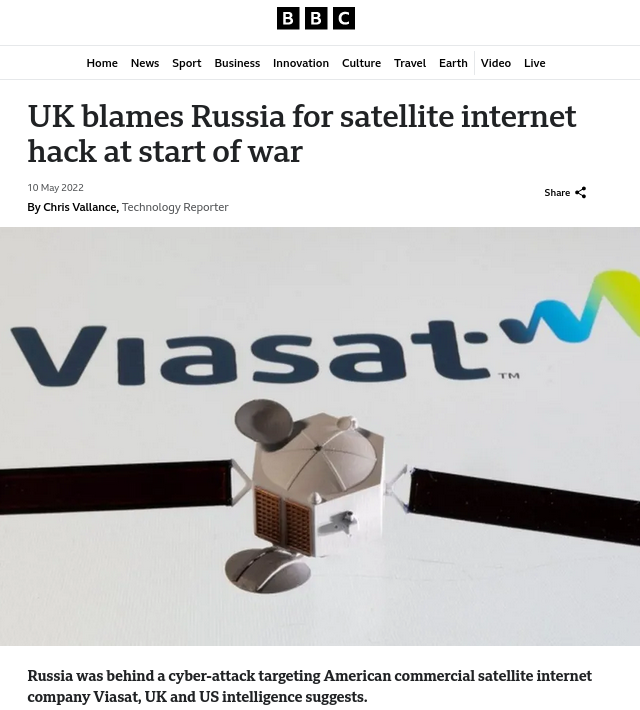 BBC
Home News Sport Business Innovation Culture Travel Earth Video Live
UK blames Russia for satellite internet
hack at start of war
10 May 2022
Share
By Chris Vallance, Technology Reporter
Viasat
TM
Russia was behind a cyber-attack targeting American commercial satellite internet
company Viasat, UK and US intelligence suggests.